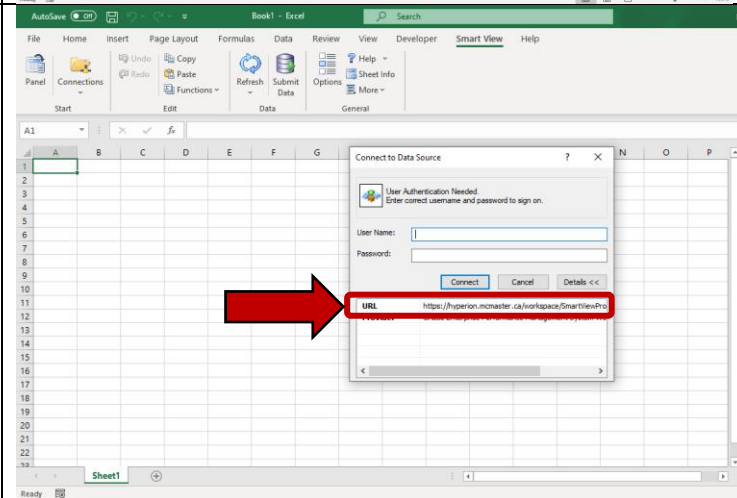 AutoSave Off Book1 - Excel Search
File Home Insert Page Layout Formulas Data Review View Developer Smart View Help
Panel Connections Undo Redo Copy Paste Functions Refresh Submit Data Options Help Sheet Info More
Start Edit Data General
A1 fx
A B C D E F G N O P
Connect to Data Source ? X
User Authentication Needed.
Enter correct username and password to sign on.
User Name:
Password:
Connect Cancel Details <<
URL https://hyperion.mcmaster.ca/workspace/SmartViewPro
1
2
3
4
5
6
7
8
9
10
11
12
13
14
15
16
17
18
19
20
21
22
Sheet1
Ready